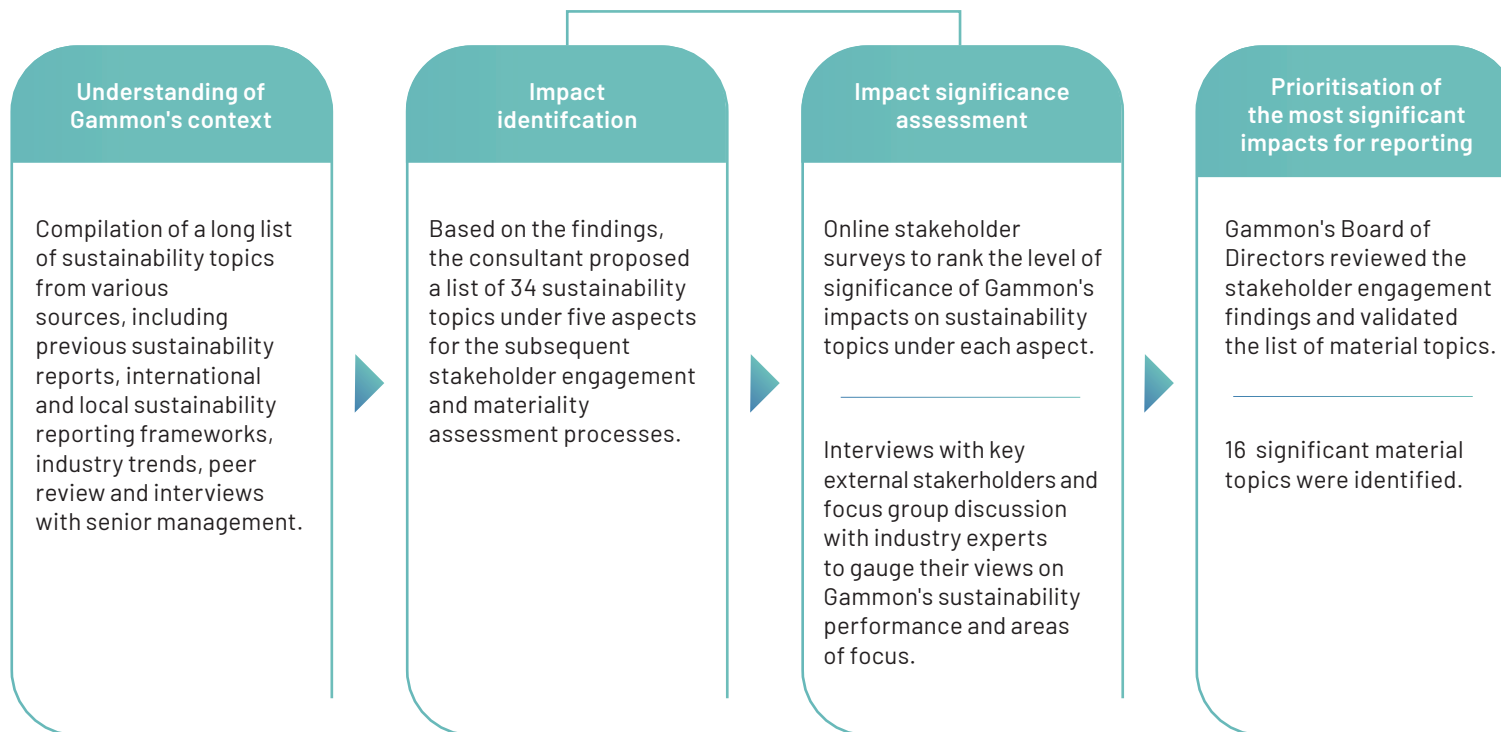 Understanding of
Gammon's context
Compilation of a long list
of sustainability topics
from various
sources, including
previous sustainability
reports, international
and local sustainability
reporting frameworks,
industry trends, peer
review and interviews
with senior management.
Impact
identifcation
Based on the findings,
the consultant proposed
a list of 34 sustainability
topics under five aspects
for the subsequent
stakeholder engagement
and materiality
assessment processes.
Impact significance
assessment
Online stakeholder
surveys to rank the level of
significance of Gammon's
impacts on sustainability
topics under each aspect.
Interviews with key
external stakerholders and
focus group discussion
with industry experts
to gauge their views on
Gammon's sustainability
performance and areas
of focus.
Prioritisation of
the most significant
impacts for reporting
Gammon's Board of
Directors reviewed the
stakeholder engagement
findings and validated
the list of material topics.
16 significant material
topics were identified.